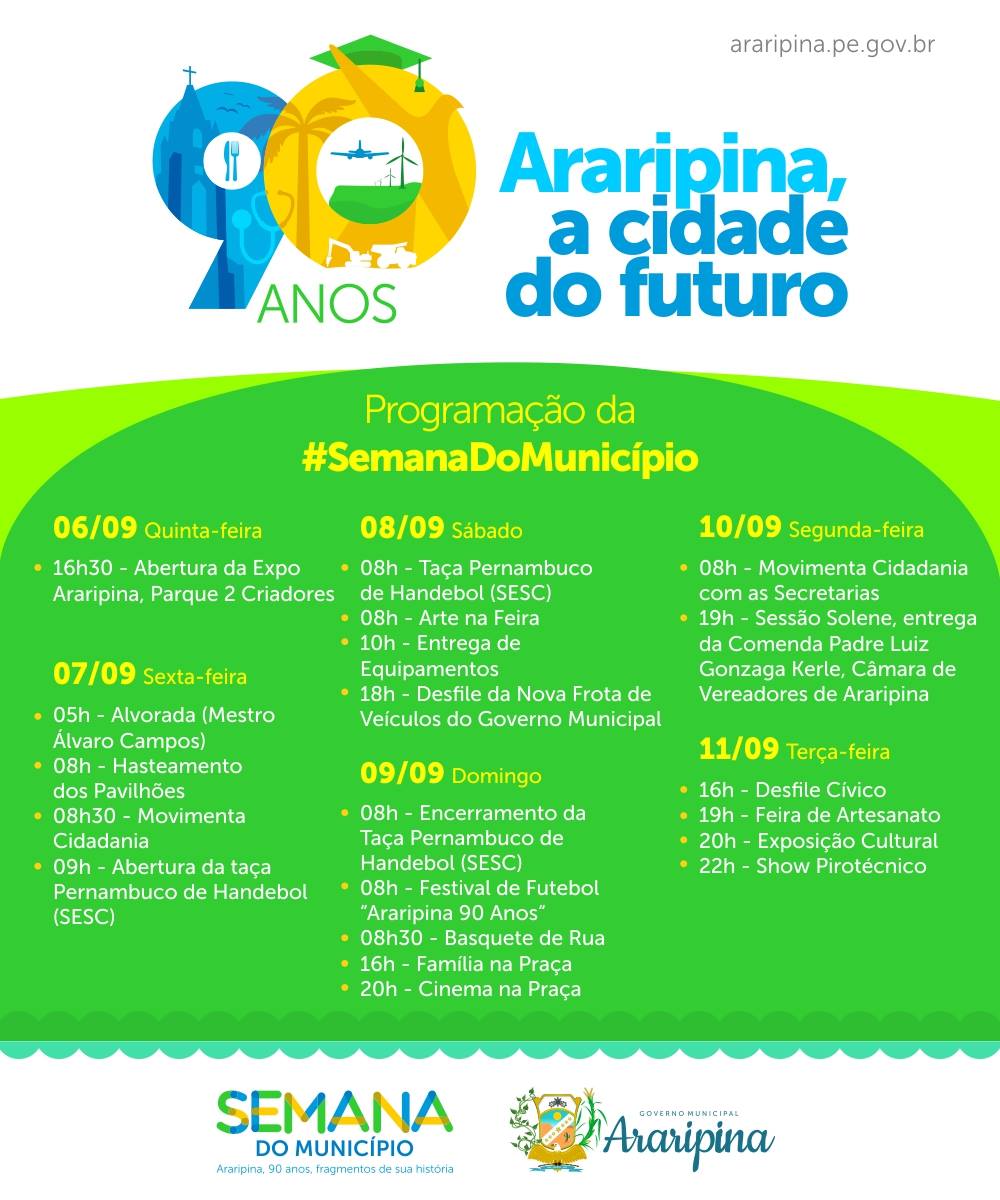 araripina.pe.gov.br
90
ANOS
Araripina,
a cidade
do futuro
Programação da
#SemanaDoMunicípio
06/09 Quinta-feira
• 16h30 - Abertura da Expo
Araripina, Parque 2 Criadores
07/09 Sexta-feira
• 05h - Alvorada (Mestro
Álvaro Campos)
• 08h - Hasteamento
dos Pavilhões
• 08h30 - Movimenta
Cidadania
• 09h - Abertura da taça
Pernambuco de Handebol
(SESC)
08/09 Sábado
• 08h - Taça Pernambuco
de Handebol (SESC)
• 08h - Arte na Feira
• 10h - Entrega de
Equipamentos
• 18h - Desfile da Nova Frota de
Veículos do Governo Municipal
09/09 Domingo
• 08h - Encerramento da
Taça Pernambuco de
Handebol (SESC)
• 08h - Festival de Futebol
"Araripina 90 Anos"
• 08h30 - Basquete de Rua
• 16h - Família na Praça
• 20h - Cinema na Praça
10/09 Segunda-feira
• 08h - Movimenta Cidadania
com as Secretarias
• 19h - Sessão Solene, entrega
da Comenda Padre Luiz
Gonzaga Kerle, Câmara de
Vereadores de Araripina
11/09 Terça-feira
• 16h - Desfile Cívico
• 19h - Feira de Artesanato
• 20h - Exposição Cultural
• 22h - Show Pirotécnico
SEMANA
DO MUNICÍPIO
Araripina, 90 anos, fragmentos de sua história
GOVERNO MUNICIPAL
Araripina